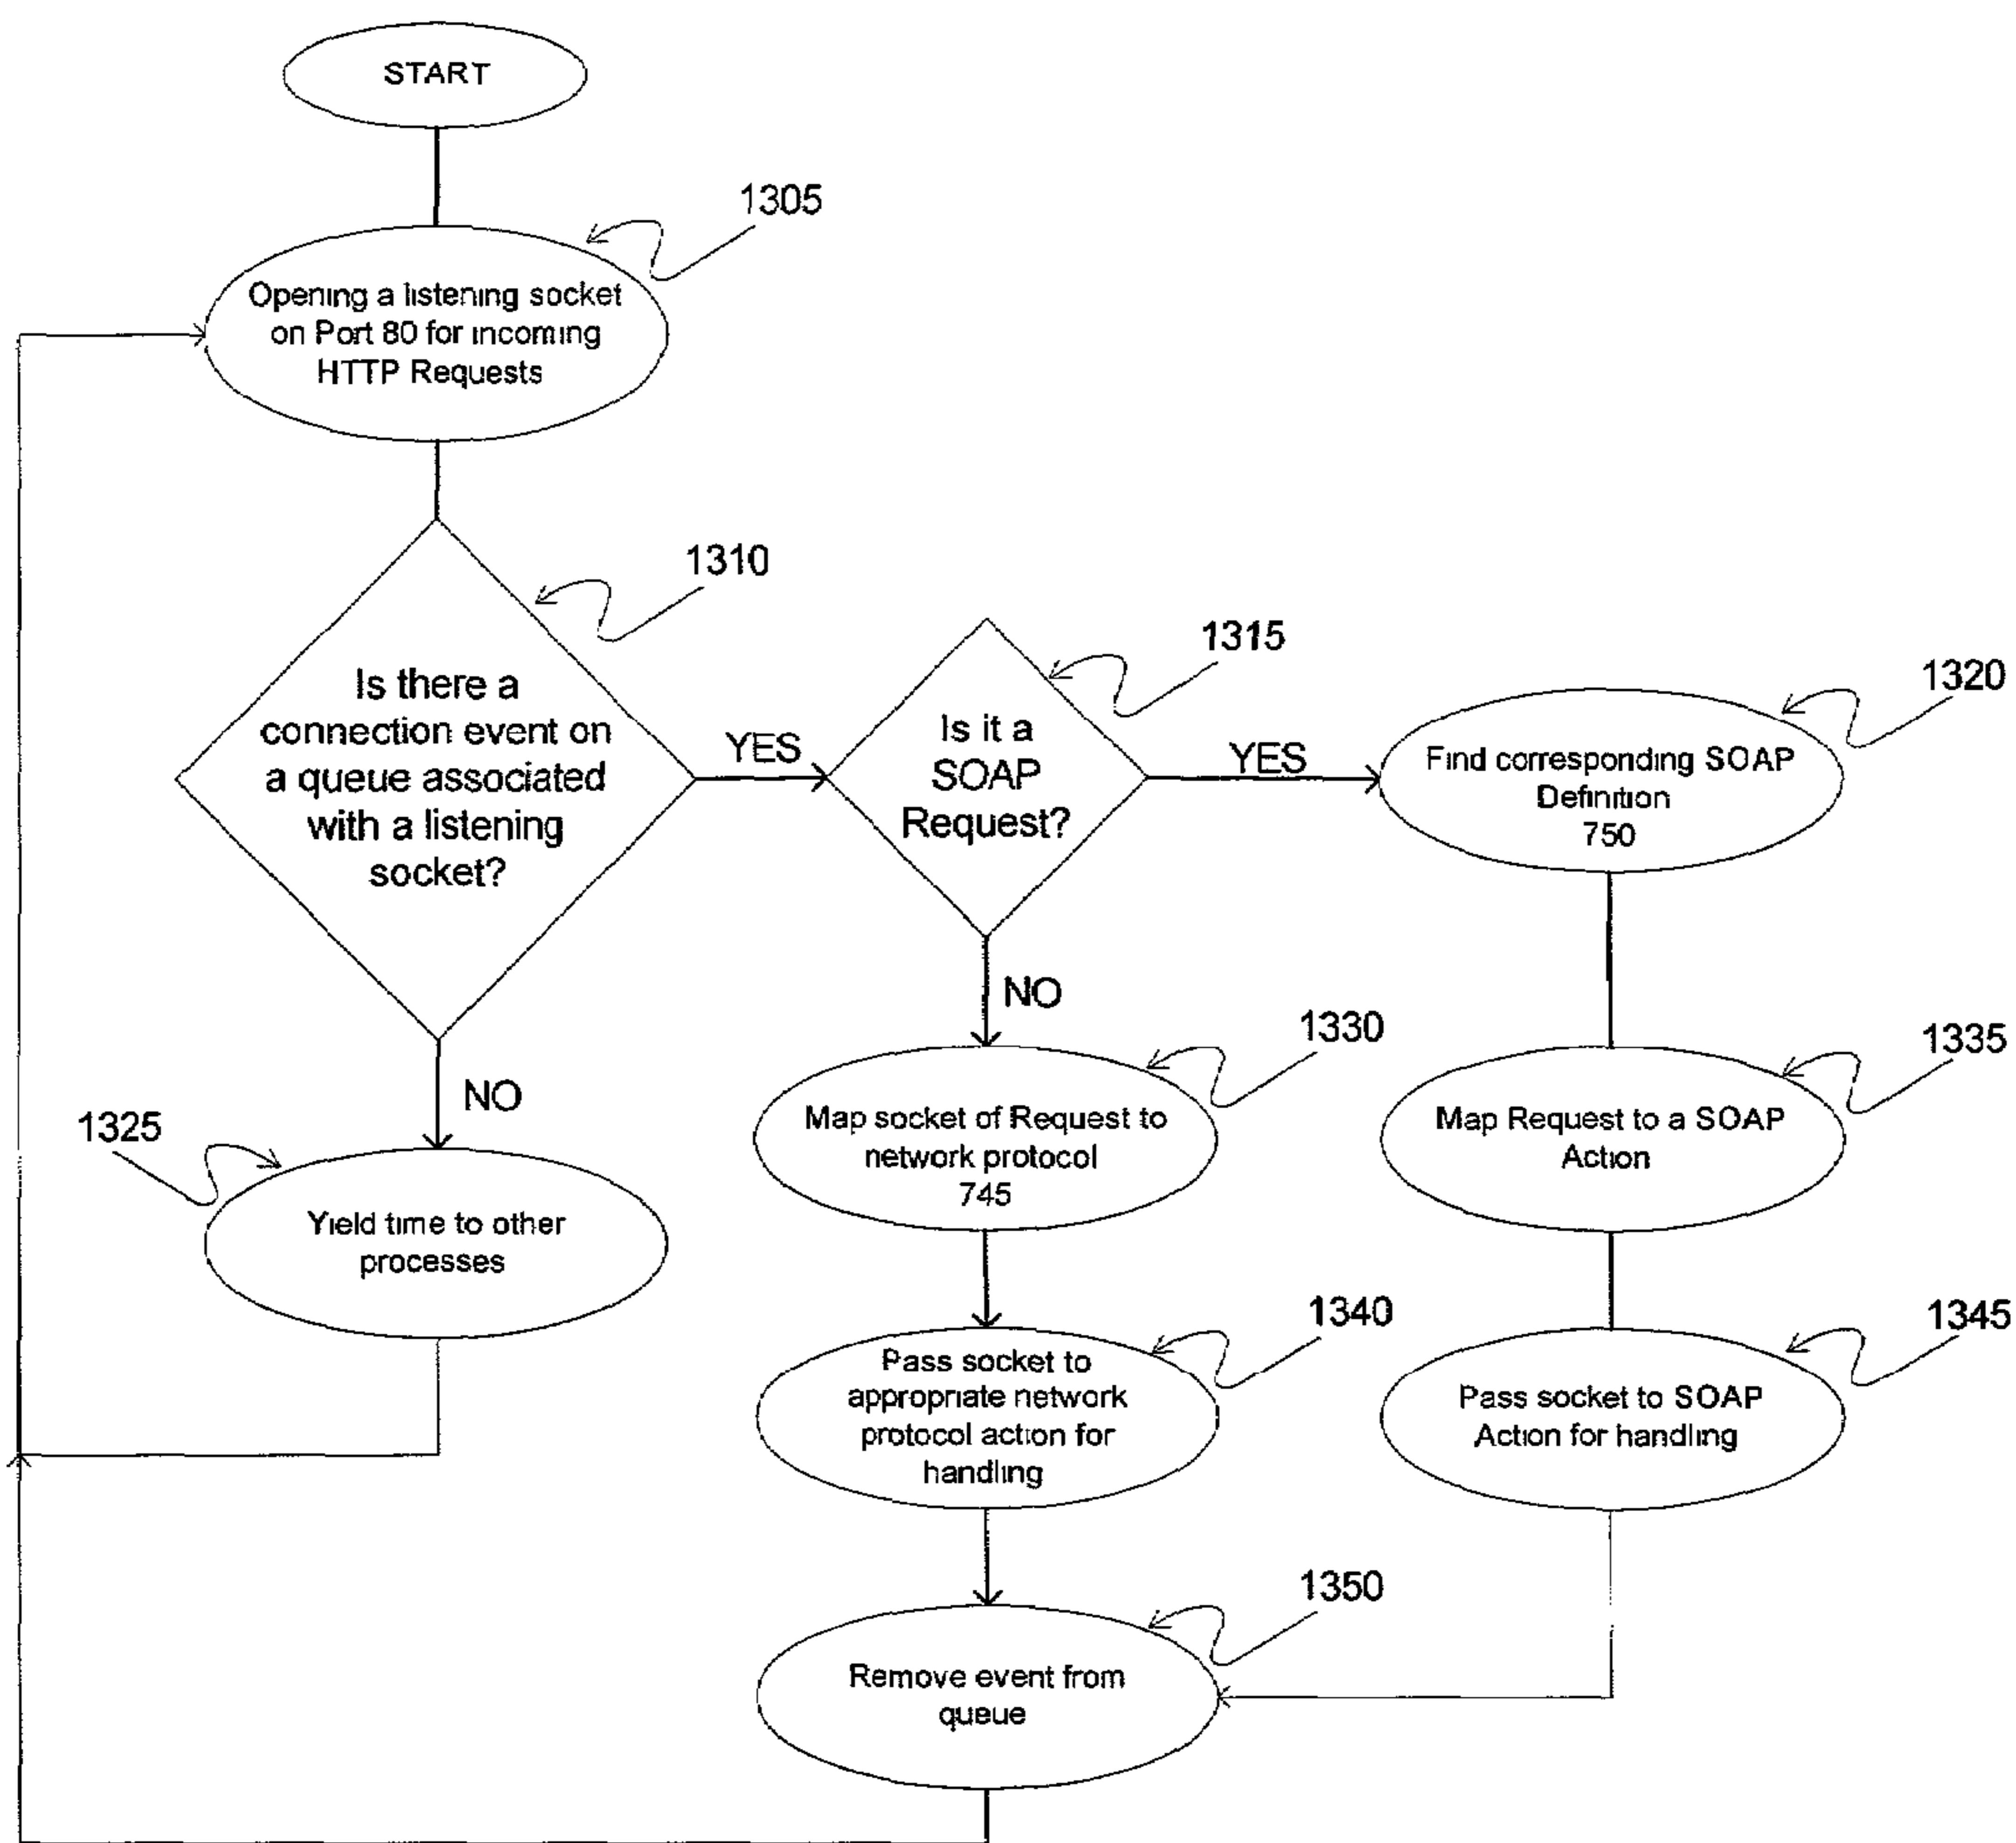 START
1305
Opening a listening socket
on Port 80 for incoming
HTTP Requests
1310
Is there a
connection event on
a queue associated
with a listening
socket?
YES
1315
Is it a
SOAP
Request?
YES
1320
Find corresponding SOAP
Definition
750
NO
1325
Yield time to other
processes
NO
1330
Map socket of Request to
network protocol
745
1335
Map Request to a SOAP
Action
1340
Pass socket to
appropriate network
protocol action for
handling
1345
Pass socket to SOAP
Action for handling
1350
Remove event from
queue